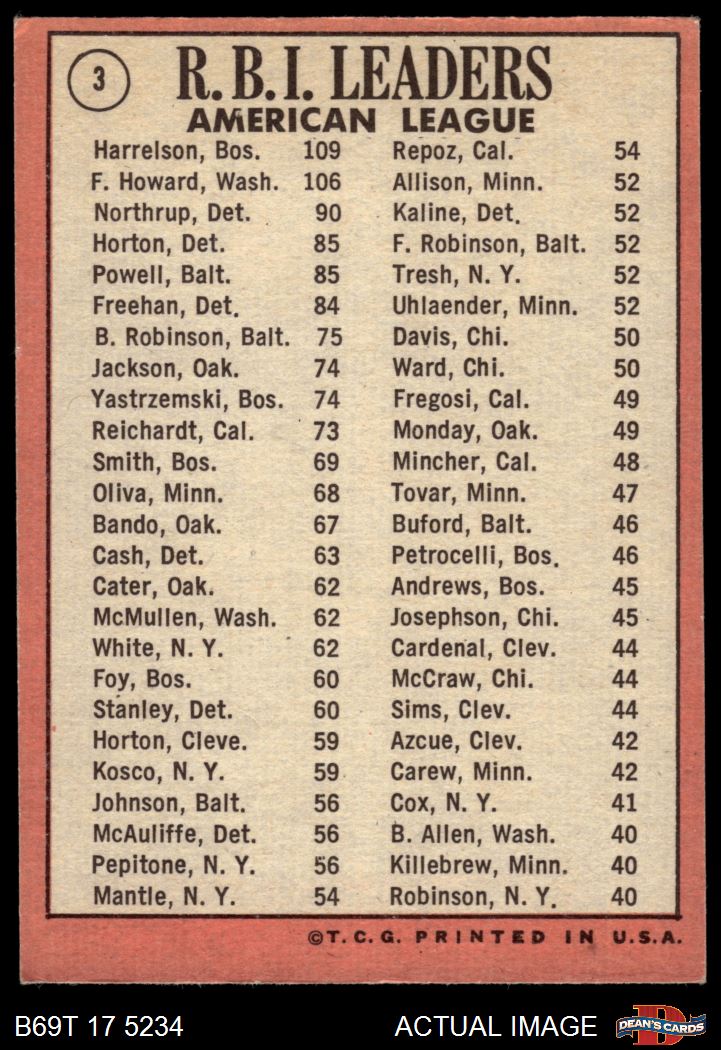 3
R. B. I. LEADERS
AMERICAN LEAGUE
Harrelson, Bos. 109
F. Howard, Wash. 106
Northrup, Det. 90
Horton, Det. 85
Powell, Balt. 85
Freehan, Det. 84
B. Robinson, Balt. 75
Jackson, Oak. 74
Yastrzemski, Bos. 74
Reichardt, Cal. 73
Smith, Bos. 69
Oliva, Minn. 68
Bando, Oak. 67
Cash, Det. 63
Cater, Oak. 62
McMullen, Wash. 62
White, N. Y. 62
Foy, Bos. 60
Stanley, Det. 60
Horton, Cleve. 59
Kosco, N. Y. 59
Johnson, Balt. 56
McAuliffe, Det. 56
Pepitone, N. Y. 56
Mantle, N. Y. 54
Repoz, Cal. 54
Allison, Minn. 52
Kaline, Det. 52
F. Robinson, Balt. 52
Tresh, N. Y. 52
Uhlaender, Minn. 52
Davis, Chi. 50
Ward, Chi. 50
Fregosi, Cal. 49
Monday, Oak. 49
Mincher, Cal. 48
Tovar, Minn. 47
Buford, Balt. 46
Petrocelli, Bos. 46
Andrews, Bos. 45
Josephson, Chi. 45
Cardenal, Clev. 44
McCraw, Chi. 44
Sims, Clev. 44
Azcue, Clev. 42
Carew, Minn. 42
Cox, N. Y. 41
B. Allen, Wash. 40
Killebrew, Minn. 40
Robinson, N. Y. 40
©T. C. G. PRINTED IN U.S.A.
B69T 17 5234
ACTUAL IMAGE
D
DEAN'S CARDS